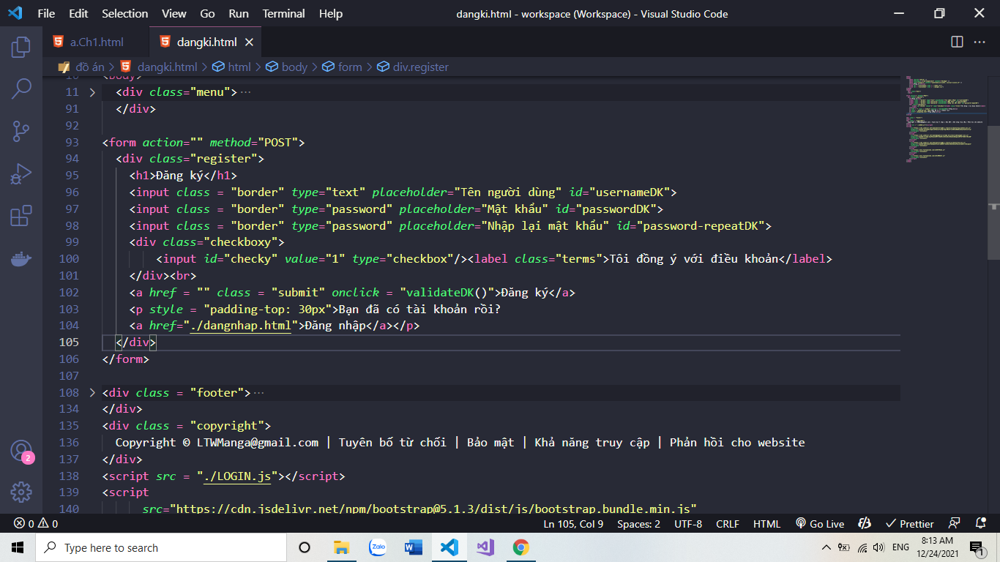 File Edit Selection View Go Run Terminal Help dangki.html - workspace (Workspace) - Visual Studio Code
a.Ch1.html dangki.html
đồ án > dangki.html > html > body > form > div.register
10 <body>
11 <div class="menu">…
91 </div>
92
93 <form action="" method="POST">
94 <div class="register">
95 <h1>Đăng ký</h1>
96 <input class = "border" type="text" placeholder="Tên người dùng" id="usernameDK">
97 <input class = "border" type="password" placeholder="Mật khẩu" id="passwordDK">
98 <input class = "border" type="password" placeholder="Nhập lại mật khẩu" id="password-repeatDK">
99 <div class="checkboxy">
100 <input id="checky" value="1" type="checkbox"/><label class="terms">Tôi đồng ý với điều khoản</label>
101 </div><br>
102 <a href = "" class = "submit" onclick = "validateDK()">Đăng ký</a>
103 <p style = "padding-top: 30px">Bạn đã có tài khoản rồi?
104 <a href="./dangnhap.html">Đăng nhập</a></p>
105 </div>
106 </form>
107
108 <div class = "footer">…
134 </div>
135 <div class = "copyright">
136 Copyright © LTWManga@gmail.com | Tuyên bố từ chối | Bảo mật | Khả năng truy cập | Phản hồi cho website
137 </div>
138 <script src = "./LOGIN.js"></script>
139 <script
140 src="https://cdn.jsdelivr.net/npm/bootstrap@5.1.3/dist/js/bootstrap.bundle.min.js"
2
0 0 Ln 105, Col 9 Spaces: 2 UTF-8 CRLF HTML Go Live Prettier
Type here to search Zalo ENG 8:13 AM
12/24/2021 1